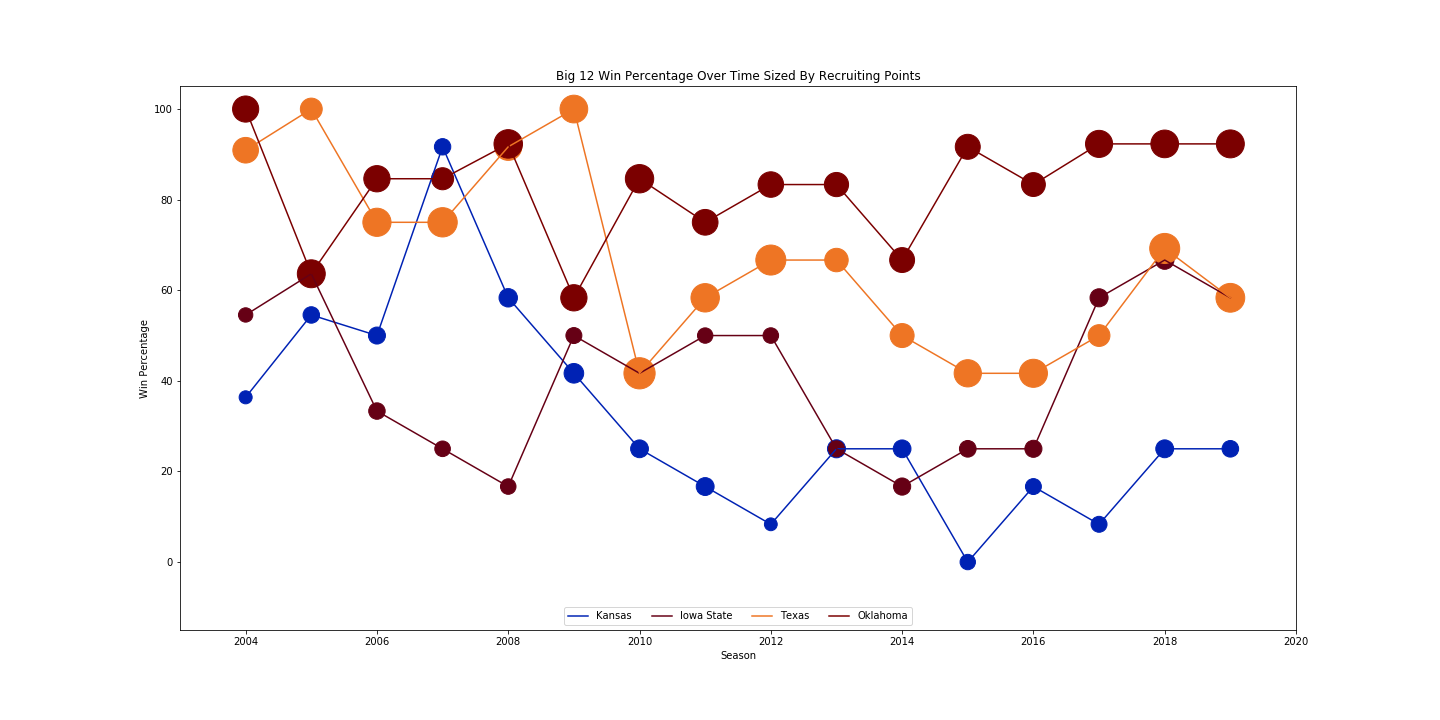 Big 12 Win Percentage Over Time Sized By Recruiting Points
100
80
60
40
20
0
Win Percentage
Kansas Iowa State Texas Oklahoma
2004 2006 2008 2010 2012 2014 2016 2018 2020
Season